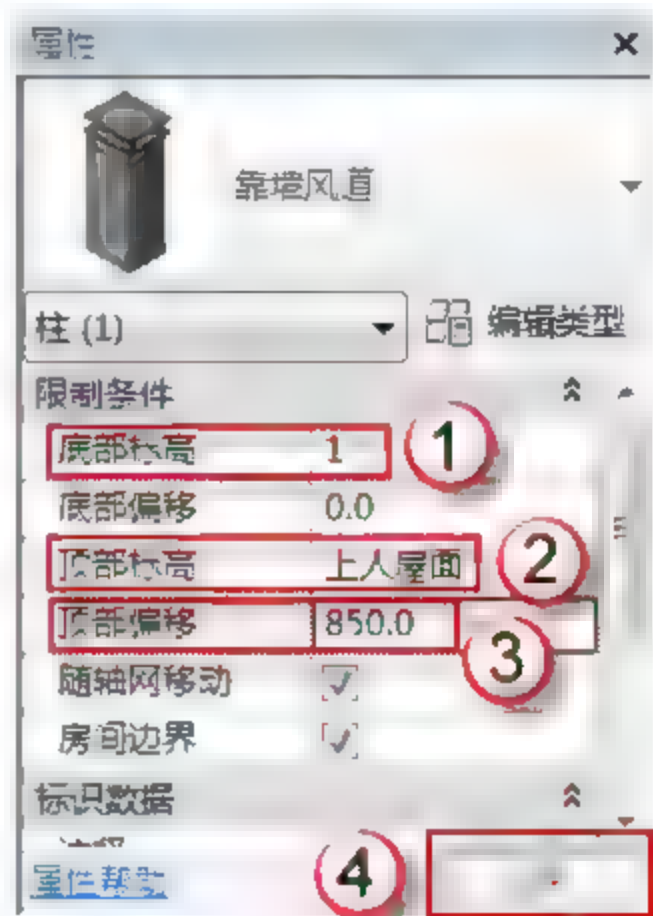 属性
靠墙风道
柱 (1)
编辑类型
限制条件
底部标高 1 1
底部偏移 0.0
顶部标高 上人屋面 2
顶部偏移 850.0 3
随轴网移动
房间边界
标识数据
属性帮助 4